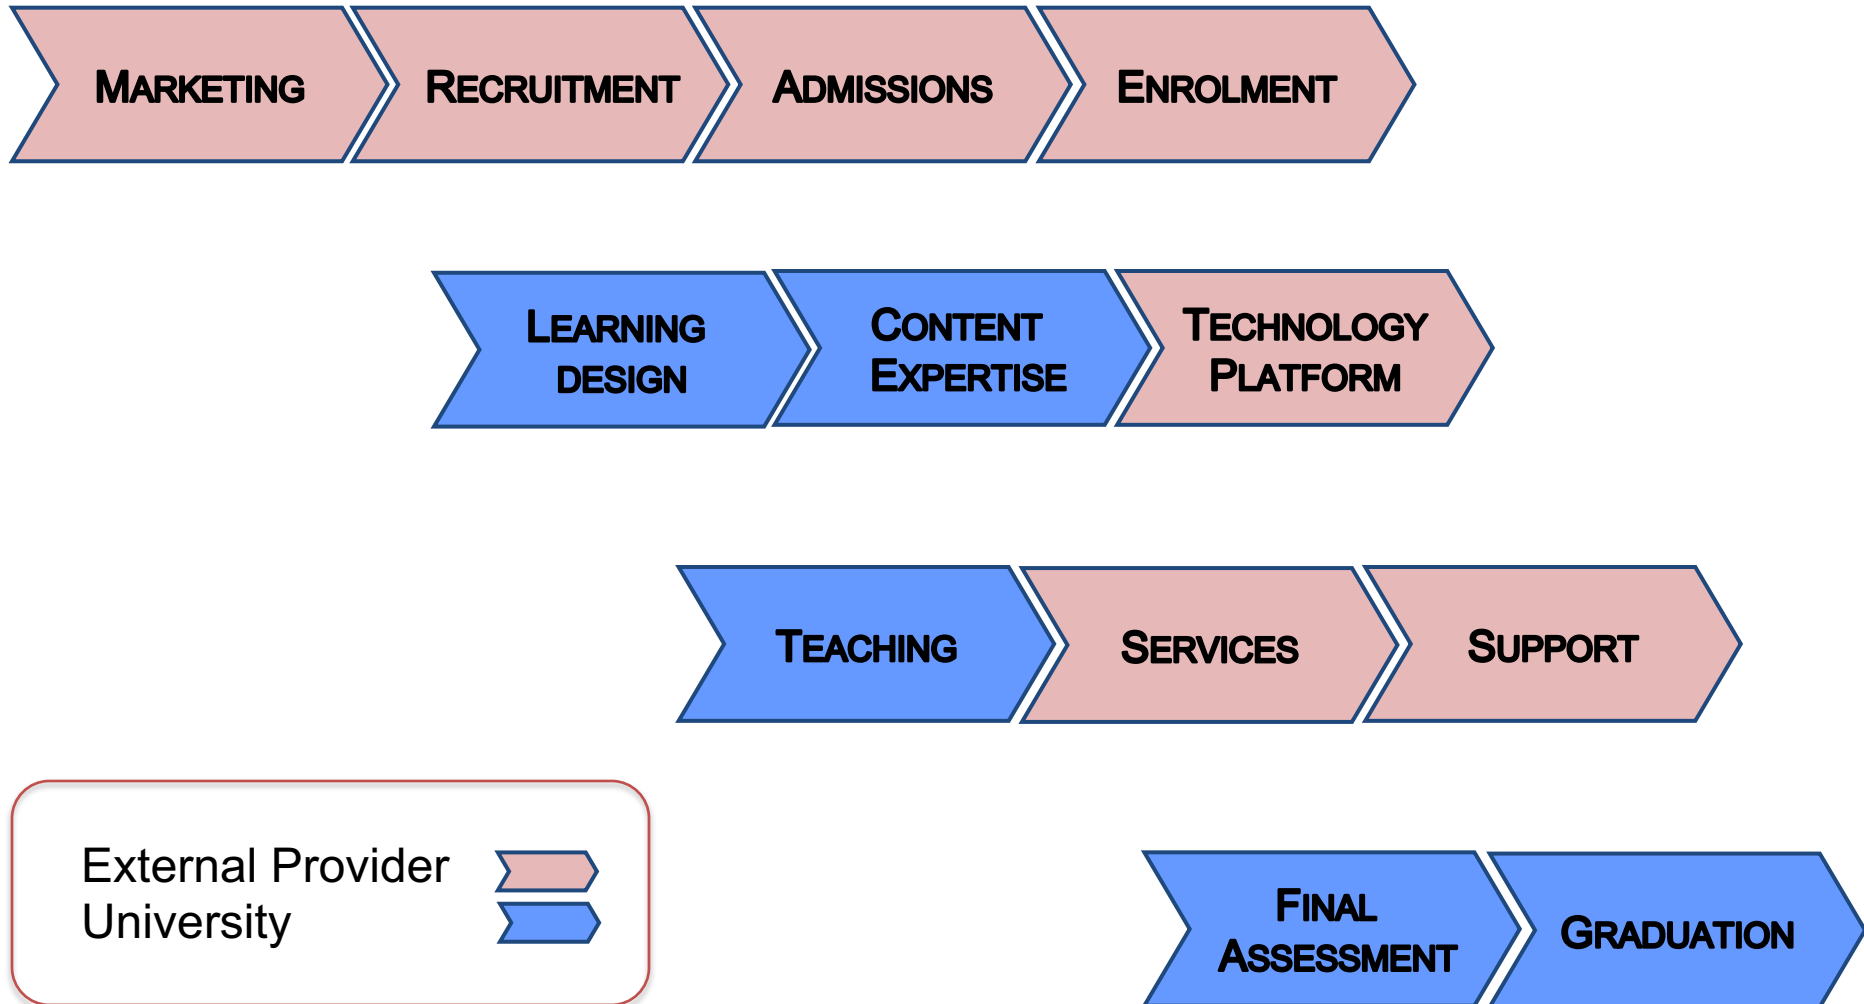 MARKETING
RECRUITMENT
ADMISSIONS
ENROLMENT
LEARNING
DESIGN
CONTENT
EXPERTISE
TECHNOLOGY
PLATFORM
TEACHING
SERVICES
SUPPORT
External Provider
University
FINAL
ASSESSMENT
GRADUATION